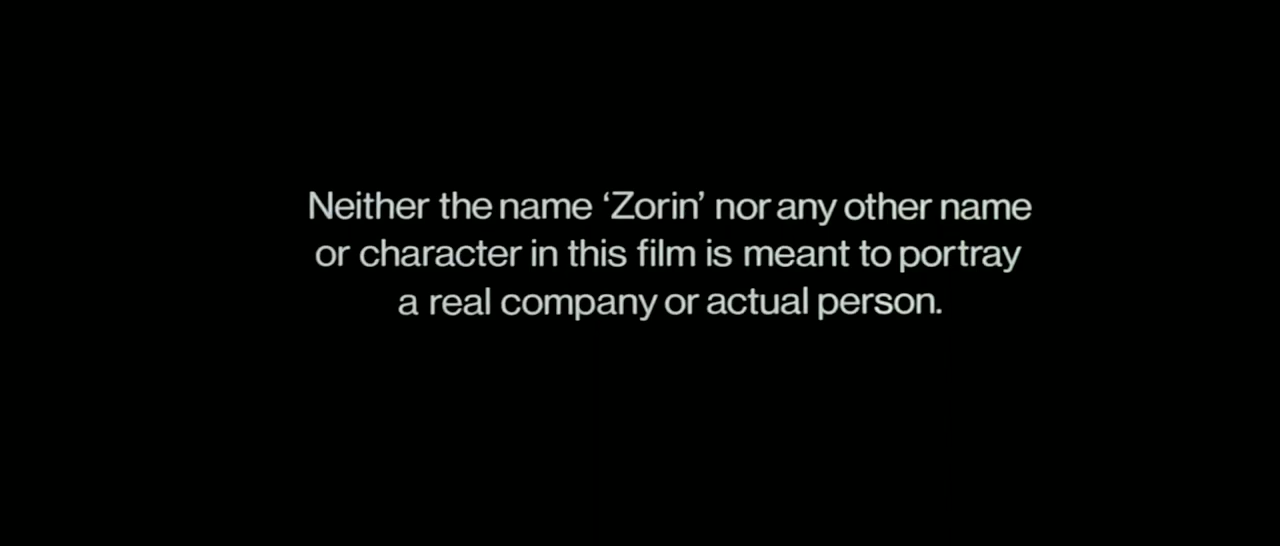 Neither the name ‘Zorin’ nor any other name
or character in this film is meant to portray
a real company or actual person.